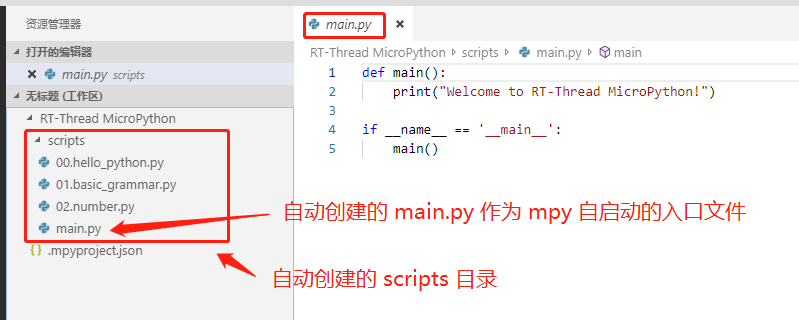 资源管理器
打开的编辑器
main.py scripts
无标题 (工作区)
RT-Thread MicroPython
scripts
00.hello_python.py
01.basic_grammar.py
02.number.py
main.py
.mpyproject.json
main.py
RT-Thread MicroPython › scripts › main.py › main
1 def main():
2     print("Welcome to RT-Thread MicroPython!")
3
4 if __name__ == '__main__':
5     main()
自动创建的 main.py 作为 mpy 自启动的入口文件
自动创建的 scripts 目录